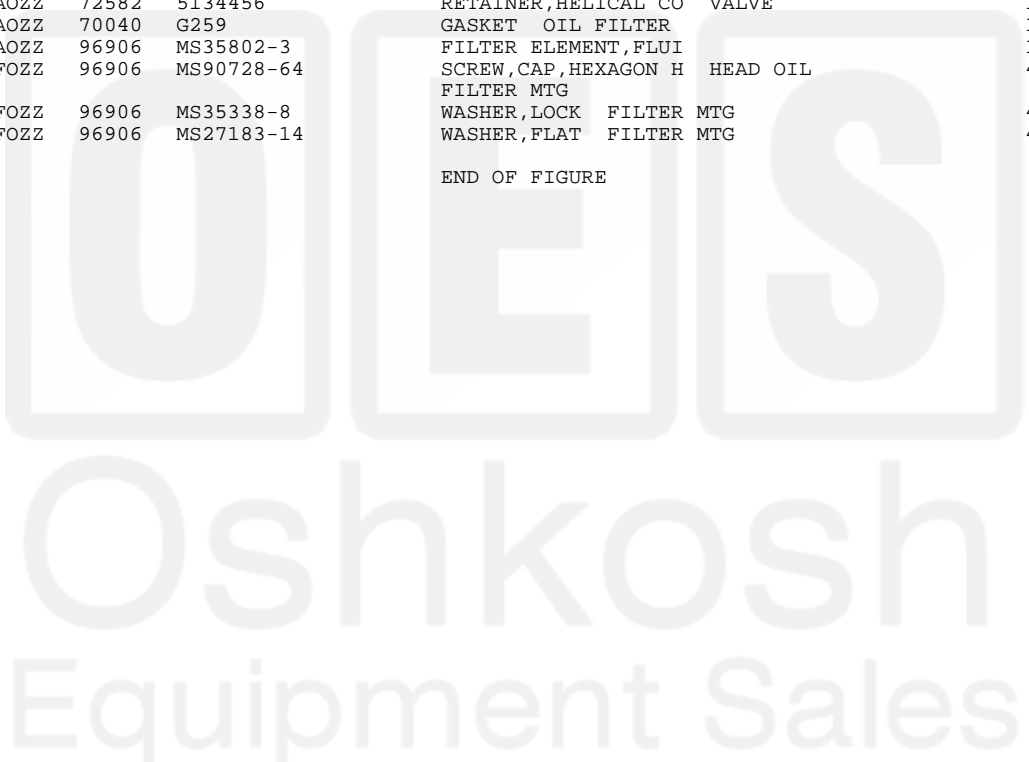 AOZZ 72582 5134456 RETAINER,HELICAL CO VALVE
AOZZ 70040 G259 GASKET OIL FILTER
AOZZ 96906 MS35802-3 FILTER ELEMENT,FLUI
FOZZ 96906 MS90728-64 SCREW,CAP,HEXAGON H HEAD OIL
FILTER MTG
FOZZ 96906 MS35338-8 WASHER,LOCK FILTER MTG
FOZZ 96906 MS27183-14 WASHER,FLAT FILTER MTG
END OF FIGURE
OES
Oshkosh
Equipment Sales